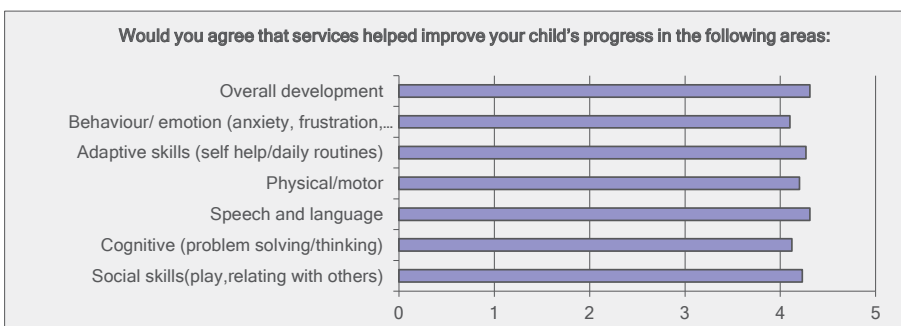 Would you agree that services helped improve your child's progress in the following areas:
Overall development
Behaviour/ emotion (anxiety, frustration,...
Adaptive skills (self help/daily routines)
Physical/motor
Speech and language
Cognitive (problem solving/thinking)
Social skills(play,relating with others)
0 1 2 3 4 5